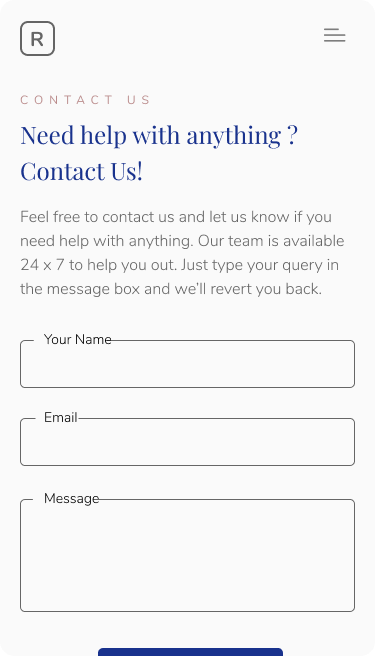 R
CONTACT US
Need help with anything ?
Contact Us!
Feel free to contact us and let us know if you
need help with anything. Our team is available
24 x 7 to help you out. Just type your query in
the message box and we'll revert you back.
Your Name
Email
Message